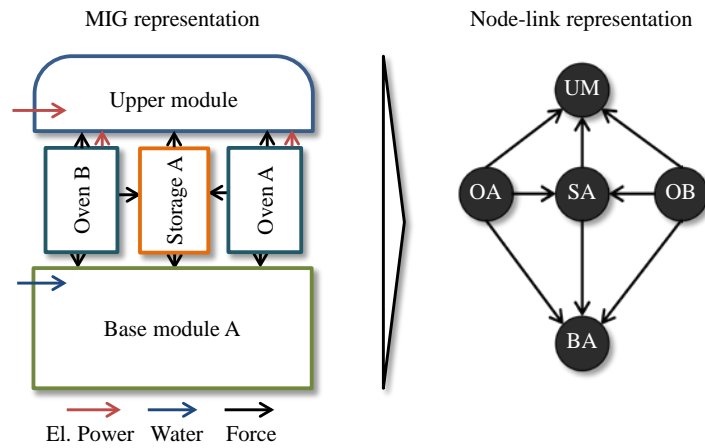 MIG representation
Node-link representation
Upper module
Oven B
Storage A
Oven A
Base module A
El. Power
Water
Force
UM
OA
SA
OB
BA